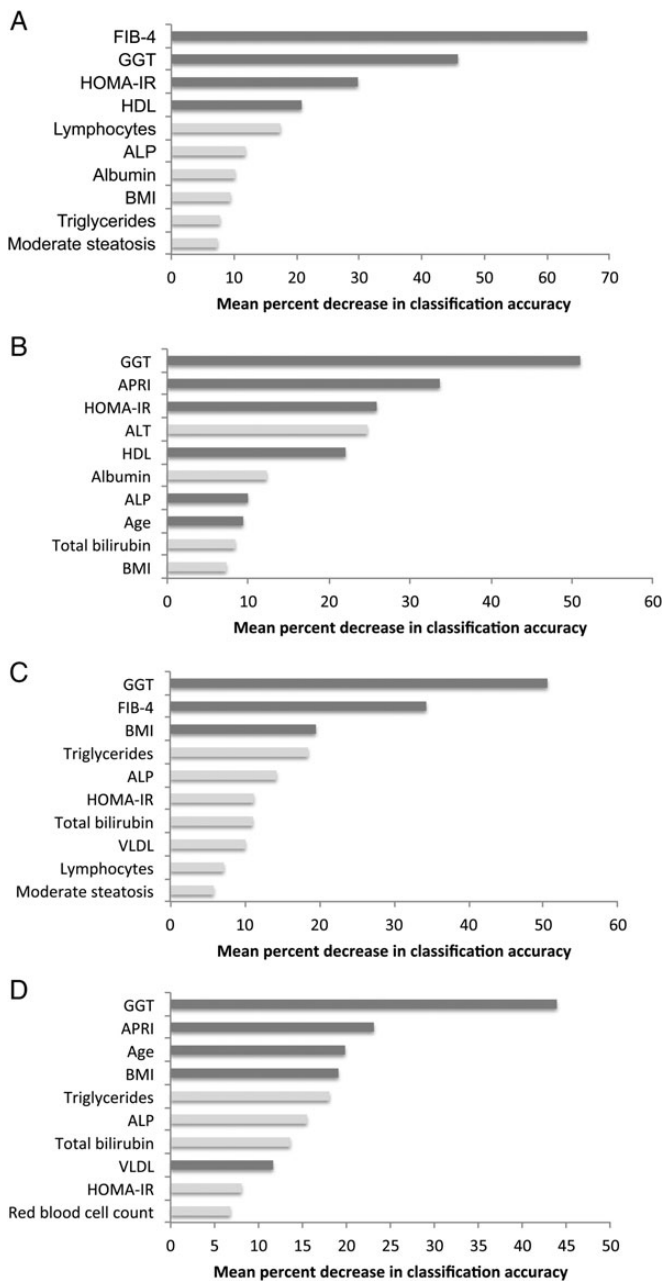 A
FIB-4
GGT
HOMA-IR
HDL
Lymphocytes
ALP
Albumin
BMI
Triglycerides
Moderate steatosis
0 10 20 30 40 50 60 70
Mean percent decrease in classification accuracy
B
GGT
APRI
HOMA-IR
ALT
HDL
Albumin
ALP
Age
Total bilirubin
BMI
0 10 20 30 40 50 60
Mean percent decrease in classification accuracy
C
GGT
FIB-4
BMI
Triglycerides
ALP
HOMA-IR
Total bilirubin
VLDL
Lymphocytes
Moderate steatosis
0 10 20 30 40 50 60
Mean percent decrease in classification accuracy
D
GGT
APRI
Age
BMI
Triglycerides
ALP
Total bilirubin
VLDL
HOMA-IR
Red blood cell count
0 5 10 15 20 25 30 35 40 45 50
Mean percent decrease in classification accuracy